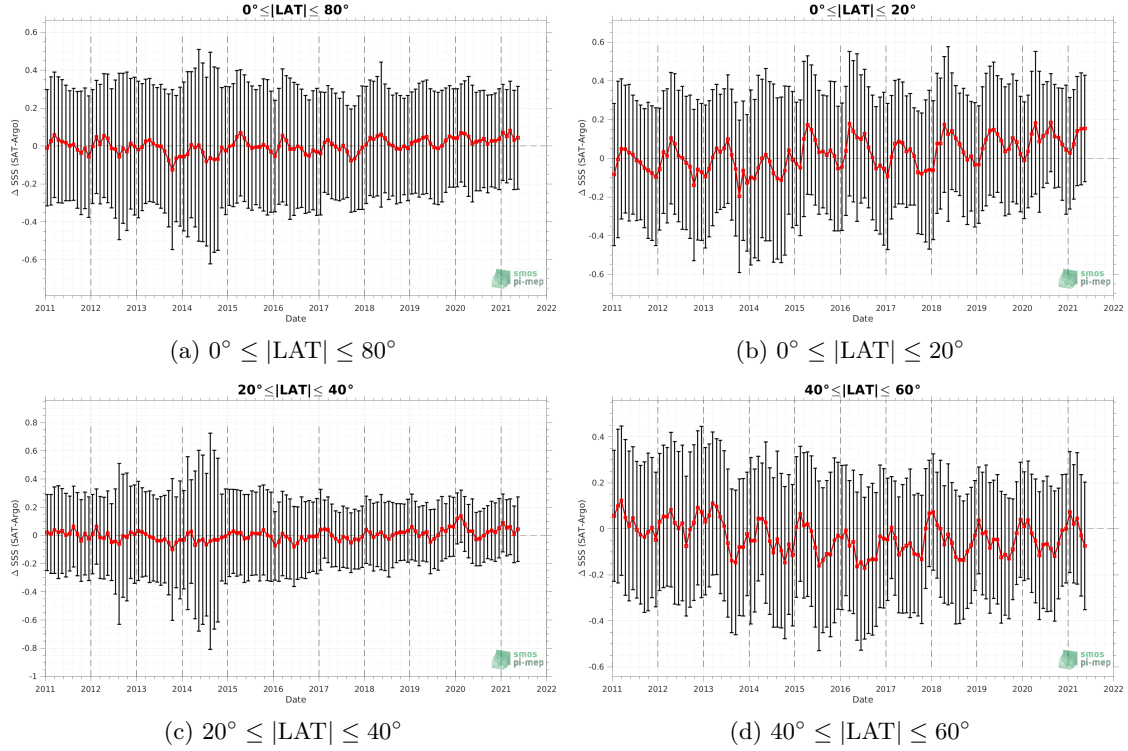 0°≤|LAT|≤ 80°
Δ SSS (SAT-Argo)
0.6
0.4
0.2
0
-0.2
-0.4
-0.6
2011 2012 2013 2014 2015 2016 2017 2018 2019 2020 2021 2022
Date
smos
pi-mep
(a) 0° ≤ |LAT| ≤ 80°
0°≤|LAT|≤ 20°
Δ SSS (SAT-Argo)
0.6
0.4
0.2
0
-0.2
-0.4
-0.6
2011 2012 2013 2014 2015 2016 2017 2018 2019 2020 2021 2022
Date
smos
pi-mep
(b) 0° ≤ |LAT| ≤ 20°
20°≤|LAT|≤ 40°
Δ SSS (SAT-Argo)
0.8
0.6
0.4
0.2
0
-0.2
-0.4
-0.6
-0.8
-1
2011 2012 2013 2014 2015 2016 2017 2018 2019 2020 2021 2022
Date
smos
pi-mep
(c) 20° ≤ |LAT| ≤ 40°
40°≤|LAT|≤ 60°
Δ SSS (SAT-Argo)
0.4
0.2
0
-0.2
-0.4
-0.6
2011 2012 2013 2014 2015 2016 2017 2018 2019 2020 2021 2022
Date
smos
pi-mep
(d) 40° ≤ |LAT| ≤ 60°